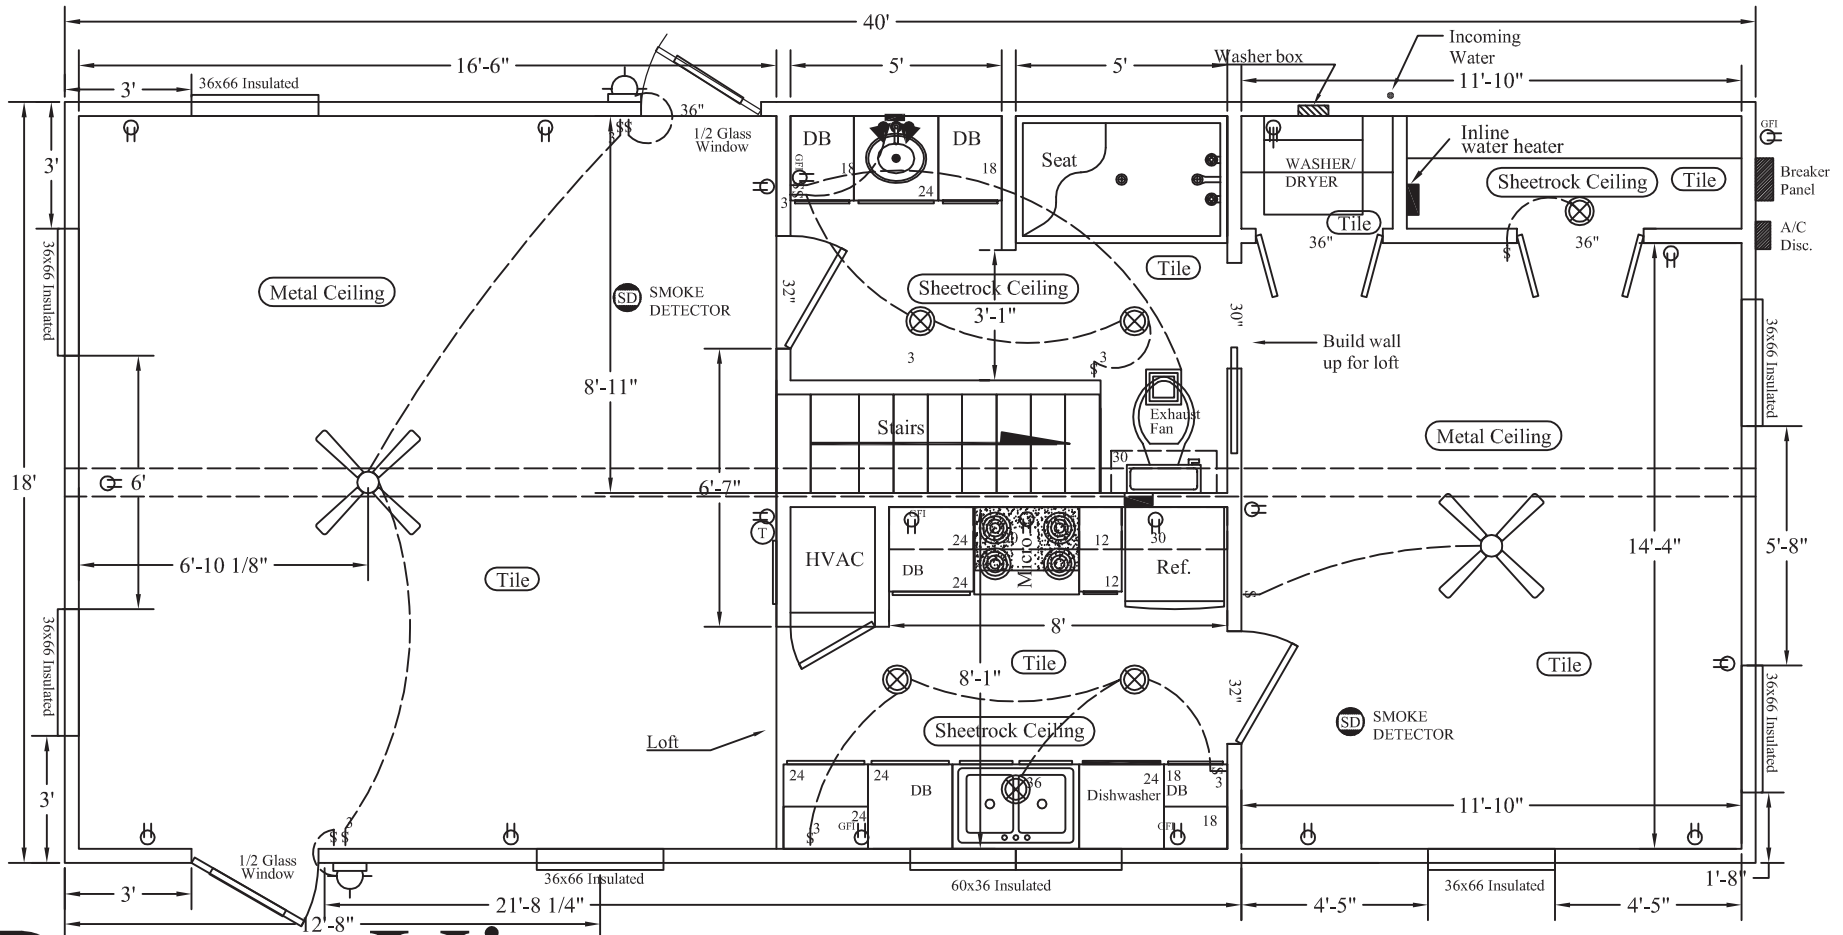 40'
16'-6"
5'
5'
Washer box
Incoming
Water
11'-10"
3'
36x66 Insulated
36"
1/2 Glass
Window
$$
3
3'
DB
DB
GFI
18
18
24
$
$
3
Seat
WASHER/
DRYER
Inline
water heater
Sheetrock Ceiling
Tile
GFI
Breaker
Panel
A/C
Disc.
Tile
36"
36"
$
36x66 Insulated
Metal Ceiling
SD
SMOKE
DETECTOR
32"
Sheetrock Ceiling
Tile
3'-1"
30"
3
3
$
Build wall
up for loft
36x66 Insulated
8'-11"
Stairs
Exhaust
Fan
30
Metal Ceiling
18'
6'
6'-7"
T
6'-10 1/8"
Tile
HVAC
GFI
24
DB
24
Micro.
12
12
30
Ref.
14'-4"
5'-8"
$
36x66 Insulated
8'
Tile
8'-1"
Tile
32"
36x66 Insulated
SD
SMOKE
DETECTOR
Sheetrock Ceiling
Loft
3'
24
24
DB
36
24
Dishwasher
18
DB
$
3
24
GFI
$
3
GFI
18
11'-10"
$$
3
1/2 Glass
Window
36x66 Insulated
60x36 Insulated
36x66 Insulated
1'-8"
3'
21'-8 1/4"
4'-5"
4'-5"
12'-8"